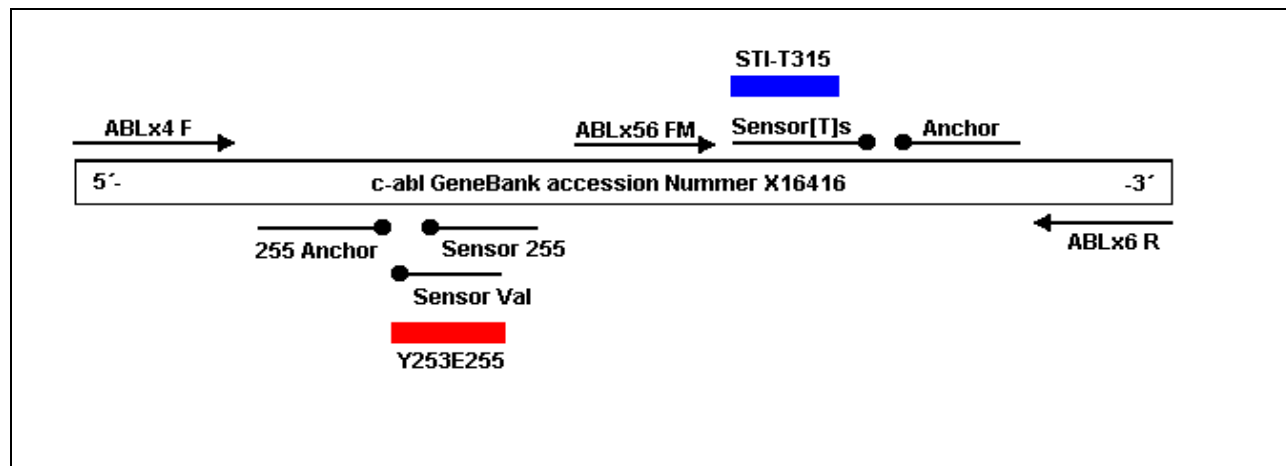 STI-T315
ABLx4 F
ABLx56 FM
Sensor[T]s
Anchor
5´-
c-abl GeneBank accession Nummer X16416
-3´
255 Anchor
Sensor 255
ABLx6 R
Sensor Val
Y253E255